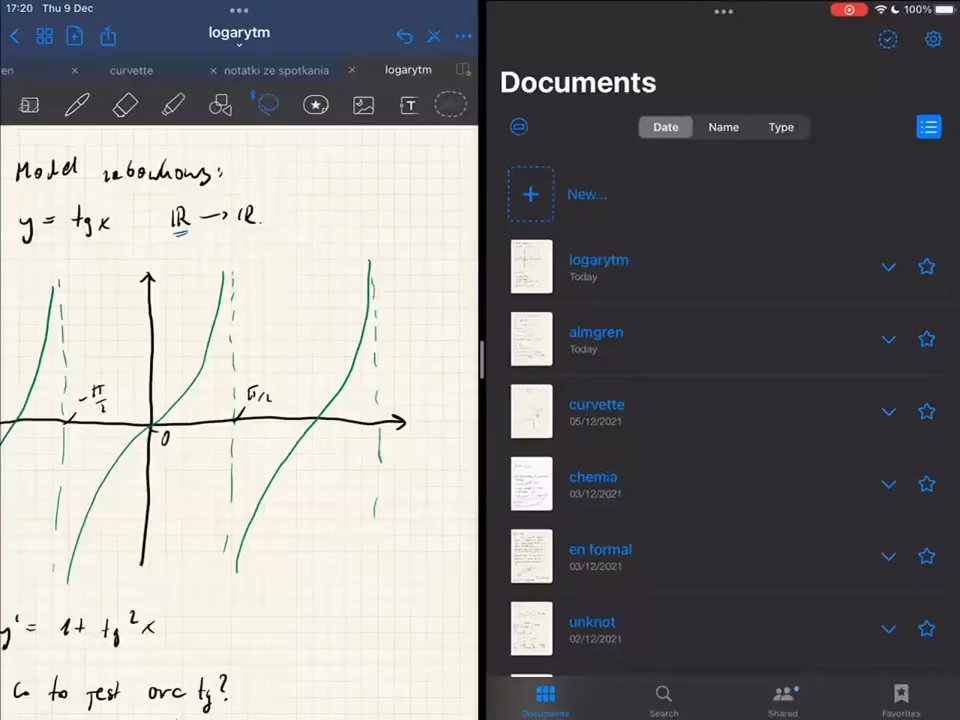 17:20 Thu 9 Dec
100%
logarytm
en
curvette
notatki ze spotkania
logarytm
Model
y = tg x ℝ → ℝ.
-π/2
π/2
0
y' = 1 + tg² x
Co to jest arc tg?
Documents
Date Name Type
New...
logarytm
Today
almgren
Today
curvette
05/12/2021
chemia
03/12/2021
en formal
03/12/2021
unknot
02/12/2021
Documents Search Shared Favorites